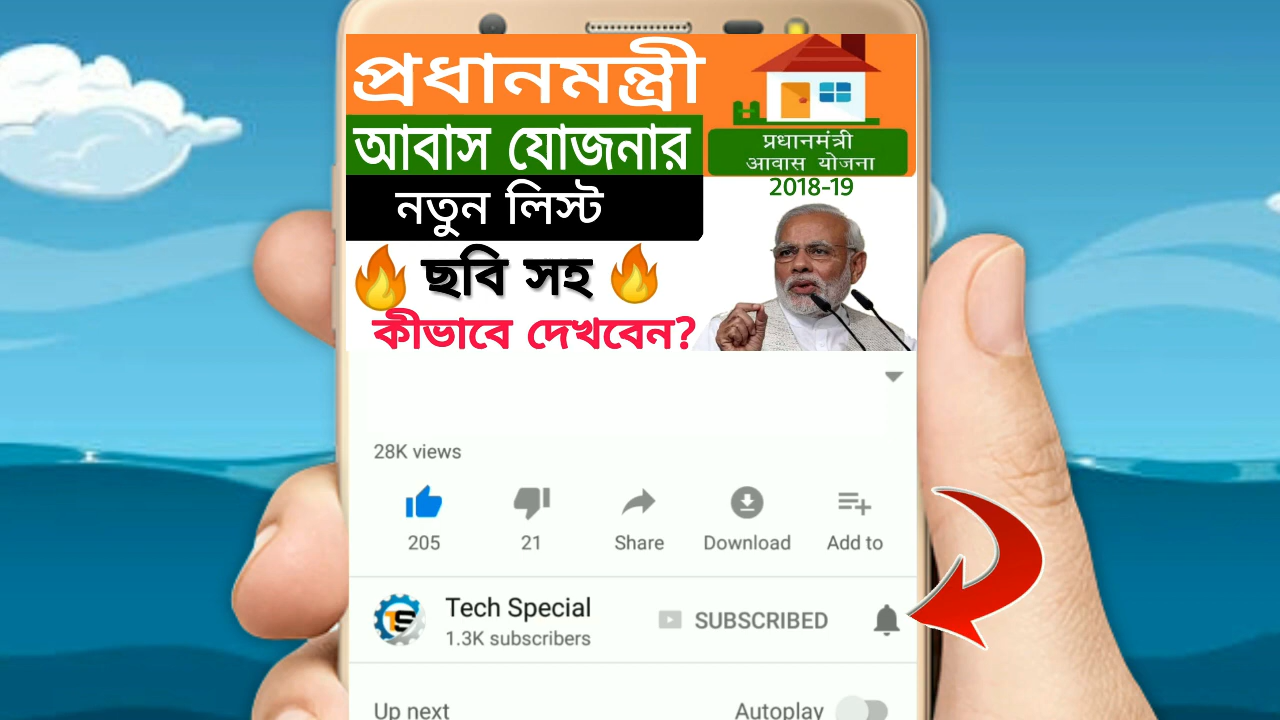 প্রধানমন্ত্রী
আবাস যোজনার
নতুন লিস্ট
🔥 ছবি সহ 🔥
কীভাবে দেখবেন?
प्रधानमंत्री
आवास योजना
2018-19
28K views
205 21 Share Download Add to
TS Tech Special SUBSCRIBED
1.3K subscribers
Up next Autoplay